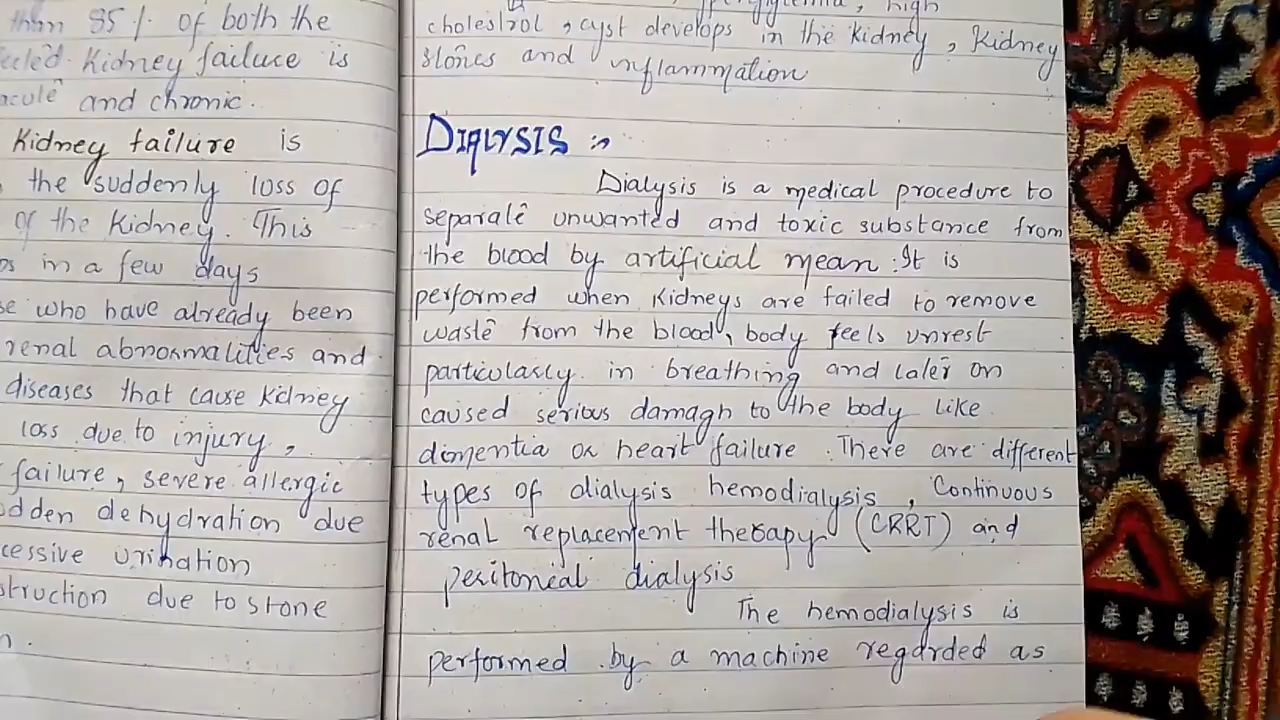 than 85 % of both the
Kidney failure is
and chronic.
Kidney failure is
the suddenly loss of
of the Kidney. This
in a few days
who have already been
renal abnormalities and
diseases that cause Kidney
loss due to injury,
failure, severe allergic
dehydration due
urination
due to stone
high
cholestrol, cyst develops in the Kidney, Kidney
stones and inflammation
DIALYSIS :~
Dialysis is a medical procedure to
separate unwanted and toxic substance from
the blood by artificial mean. It is
performed when Kidneys are failed to remove
waste from the blood, body feels unrest
particularly in breathing and later on
caused serious damagh to the body like
dimentia or heart failure. There are different
types of dialysis hemodialysis, Continuous
renal replacement therapy (CRRT) and
peritonial dialysis
The hemodialysis is
performed by a machine regarded as